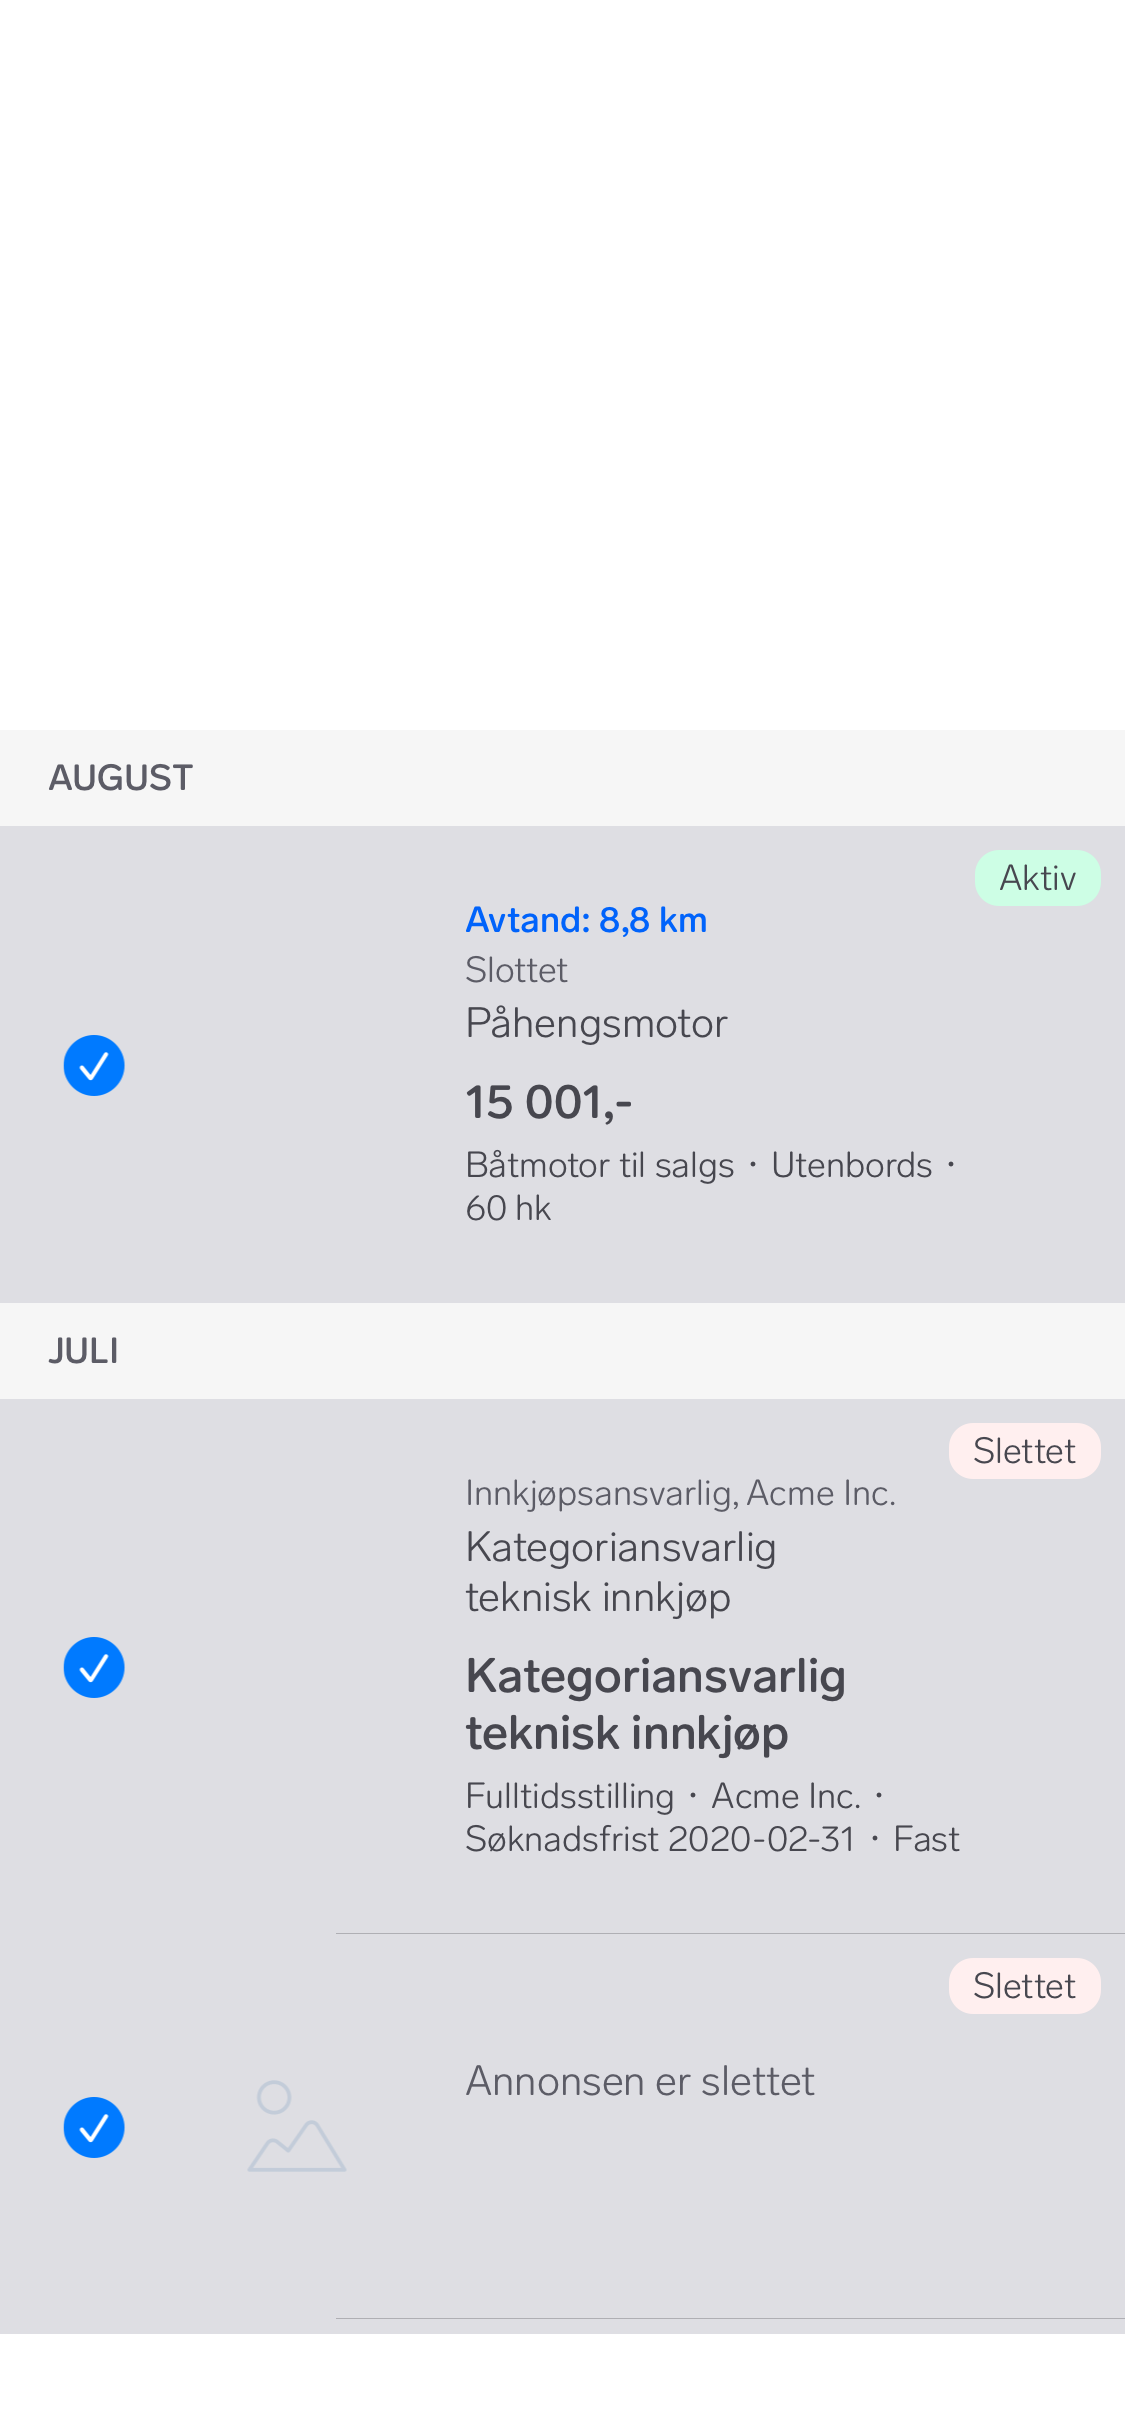 AUGUST
Aktiv
Avtand: 8,8 km
Slottet
Påhengsmotor
15 001,-
Båtmotor til salgs · Utenbords ·
60 hk
JULI
Slettet
Innkjøpsansvarlig, Acme Inc.
Kategoriansvarlig
teknisk innkjøp
Kategoriansvarlig
teknisk innkjøp
Fulltidsstilling · Acme Inc. ·
Søknadsfrist 2020-02-31 · Fast
Slettet
Annonsen er slettet